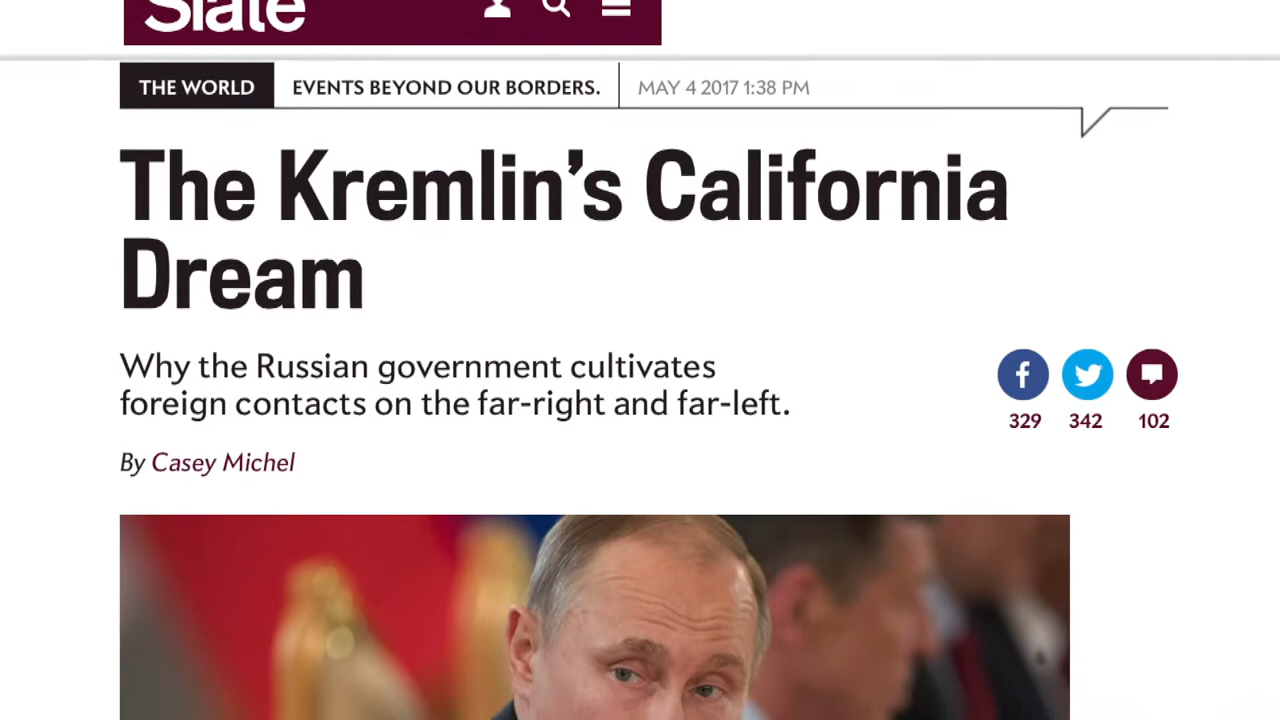 Slate
THE WORLD EVENTS BEYOND OUR BORDERS. MAY 4 2017 1:38 PM
The Kremlin’s California
Dream
Why the Russian government cultivates
foreign contacts on the far-right and far-left.
329 342 102
By Casey Michel